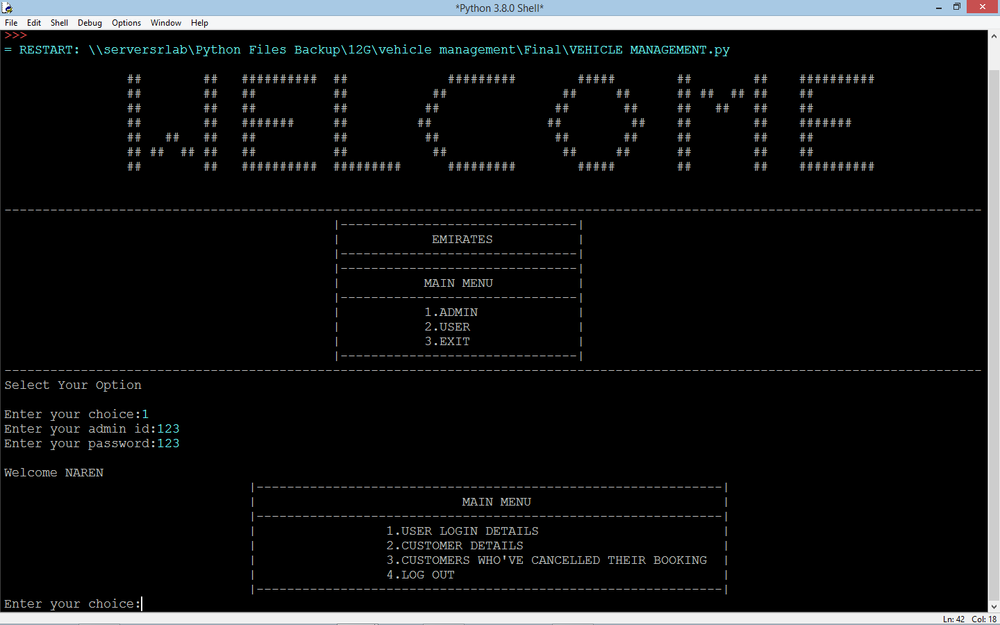 *Python 3.8.0 Shell*
File Edit Shell Debug Options Window Help
>>>
= RESTART: \\serversrlab\Python Files Backup\12G\vehicle management\Final\VEHICLE MANAGEMENT.py
WELCOME
EMIRATES
MAIN MENU
1.ADMIN
2.USER
3.EXIT
Select Your Option
Enter your choice:1
Enter your admin id:123
Enter your password:123
Welcome NAREN
MAIN MENU
1.USER LOGIN DETAILS
2.CUSTOMER DETAILS
3.CUSTOMERS WHO'VE CANCELLED THEIR BOOKING
4.LOG OUT
Enter your choice:
Ln: 42 Col: 18